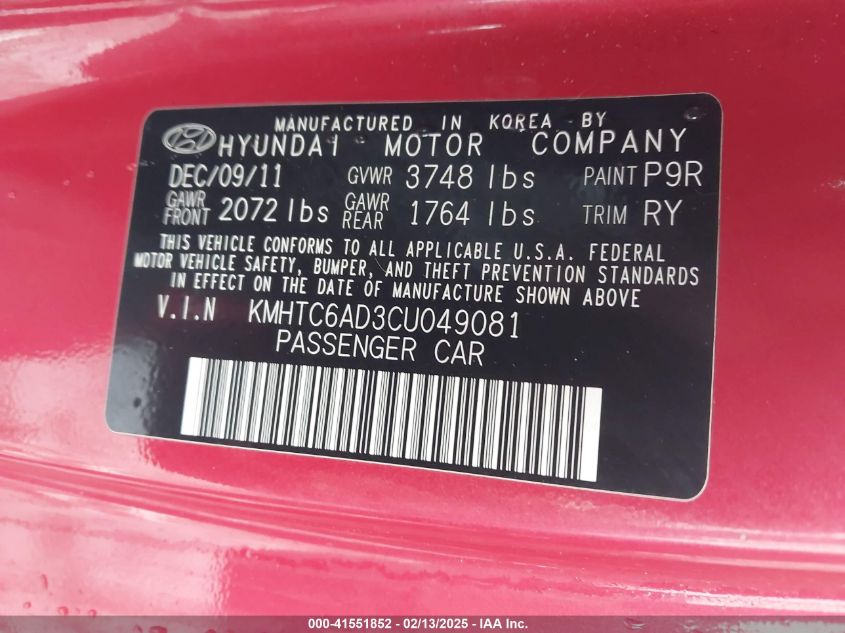 MANUFACTURED IN KOREA BY
HYUNDAI MOTOR COMPANY
DEC/09/11 GVWR 3748 lbs PAINT P9R
GAWR FRONT 2072 lbs GAWR REAR 1764 lbs TRIM RY
THIS VEHICLE CONFORMS TO ALL APPLICABLE U.S.A. FEDERAL
MOTOR VEHICLE SAFETY, BUMPER, AND THEFT PREVENTION STANDARDS
IN EFFECT ON THE DATE OF MANUFACTURE SHOWN ABOVE
V.I.N KMHTC6AD3CU049081
PASSENGER CAR
000-41551852 - 02/13/2025 - IAA Inc.